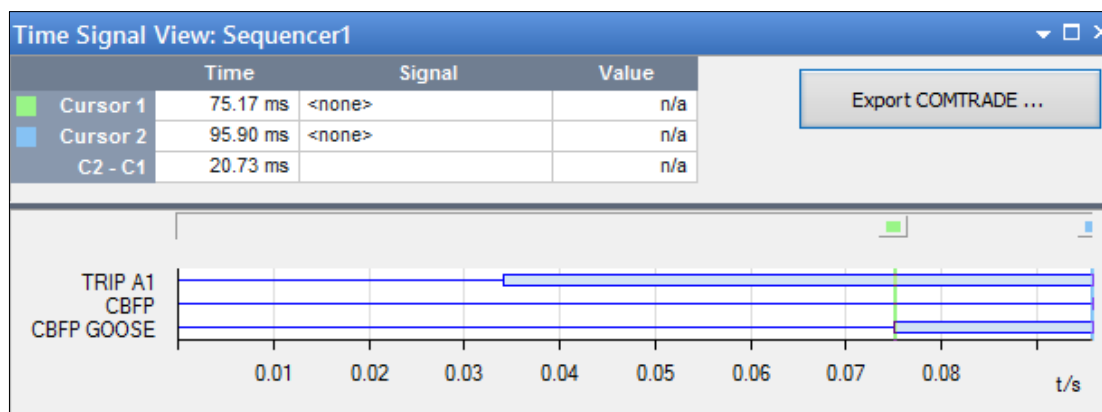 Time Signal View: Sequencer1
Time Signal Value
Cursor 1 75.17 ms <none> n/a
Cursor 2 95.90 ms <none> n/a
C2 - C1 20.73 ms n/a
Export COMTRADE ...
TRIP A1
CBFP
CBFP GOOSE
0.01 0.02 0.03 0.04 0.05 0.06 0.07 0.08 t/s